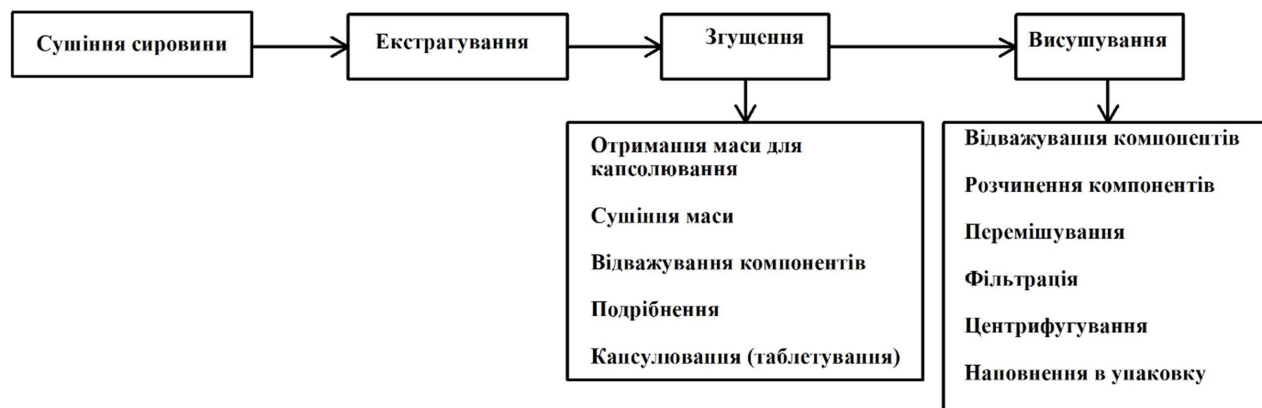 Сушіння сировини
Екстрагування
Згущення
Висушування
Отримання маси для
капсолювання
Сушіння маси
Відважування компонентів
Подрібнення
Капсулювання (таблетування)
Відважування компонентів
Розчинення компонентів
Перемішування
Фільтрація
Центрифугування
Наповнення в упаковку